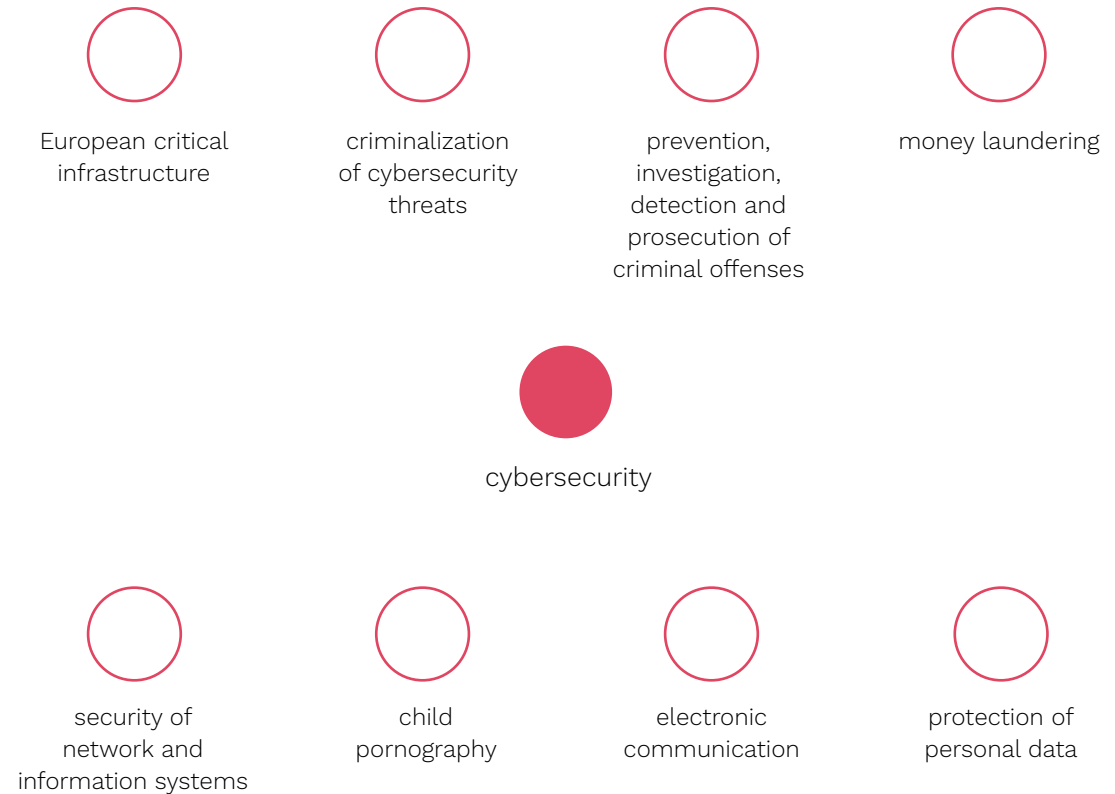 European critical
infrastructure
criminalization
of cybersecurity
threats
prevention,
investigation,
detection and
prosecution of
criminal offenses
money laundering
cybersecurity
security of
network and
information systems
child
pornography
electronic
communication
protection of
personal data